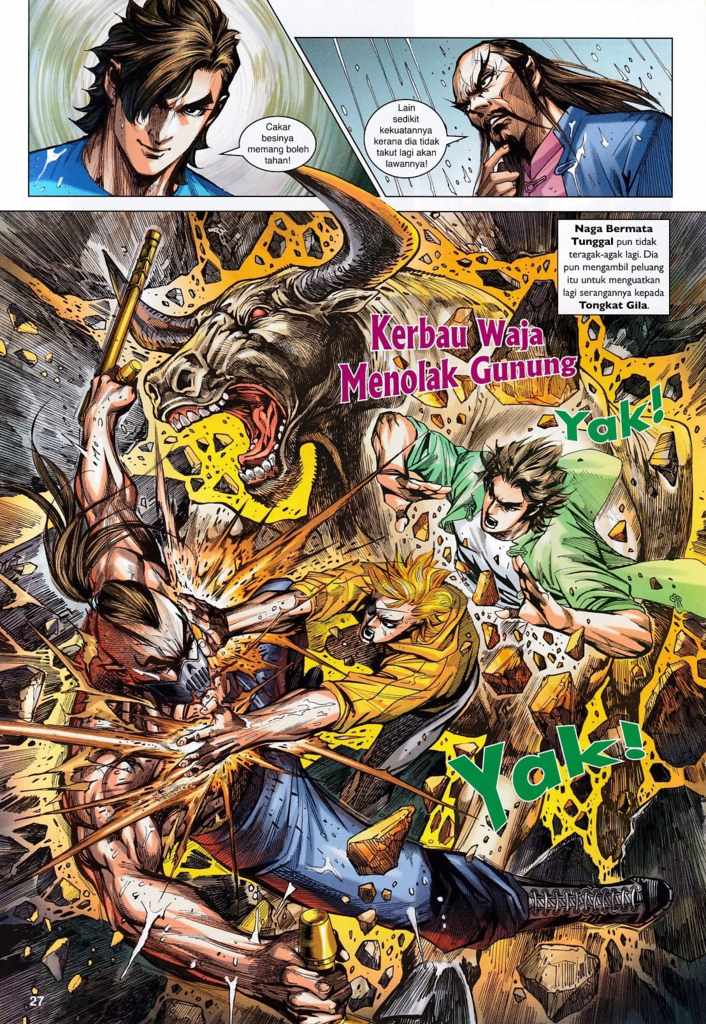 Cakar
besinya
memang boleh
tahan!
Lain
sedikit
kekuatannya
kerana dia tidak
takut lagi akan
lawannya!
Naga Bermata
Tunggal pun tidak
teragak-agak lagi. Dia
pun mengambil peluang
itu untuk menguatkan
lagi serangannya kepada
Tongkat Gila.
Kerbau Waja
Menolak Gunung
Yak!
Yak!
27